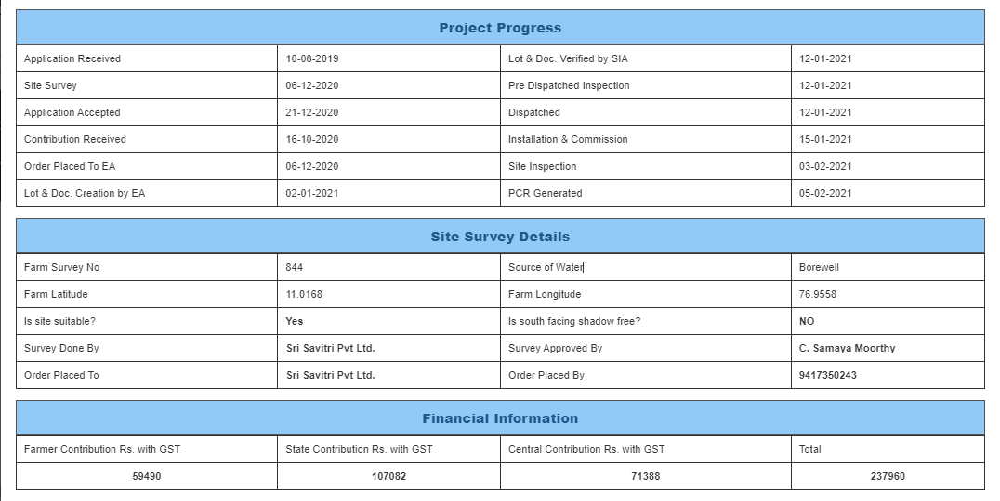 Project Progress
Application Received 10-08-2019 Lot & Doc. Verified by SIA 12-01-2021
Site Survey 06-12-2020 Pre Dispatched Inspection 12-01-2021
Application Accepted 21-12-2020 Dispatched 12-01-2021
Contribution Received 16-10-2020 Installation & Commission 15-01-2021
Order Placed To EA 06-12-2020 Site Inspection 03-02-2021
Lot & Doc. Creation by EA 02-01-2021 PCR Generated 05-02-2021
Site Survey Details
Farm Survey No 844 Source of Water Borewell
Farm Latitude 11.0168 Farm Longitude 76.9558
Is site suitable? Yes Is south facing shadow free? NO
Survey Done By Sri Savitri Pvt Ltd. Survey Approved By C. Samaya Moorthy
Order Placed To Sri Savitri Pvt Ltd. Order Placed By 9417350243
Financial Information
Farmer Contribution Rs. with GST State Contribution Rs. with GST Central Contribution Rs. with GST Total
59490 107082 71388 237960